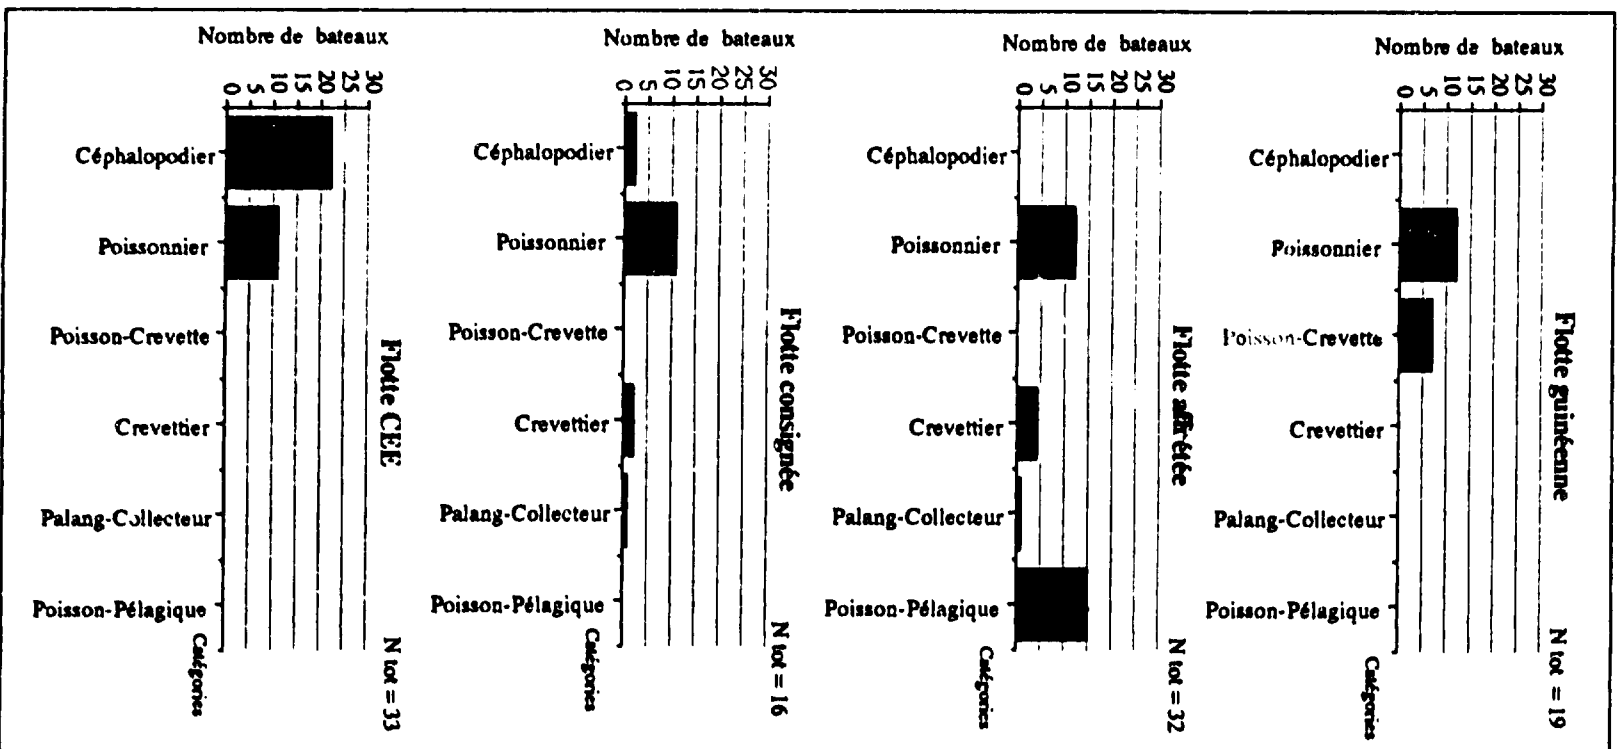 Nombre de bateaux
0 5 10 15 20 25 30
Céphalopodier
Poissonnier
Poisson-Crevette
Crevettier
Palang-Collecteur
Poisson-Pélagique
Catégories
Flotte CEE
N tot = 33
Nombre de bateaux
0 5 10 15 20 25 30
Céphalopodier
Poissonnier
Poisson-Crevette
Crevettier
Palang-Collecteur
Poisson-Pélagique
Catégories
Flotte consignée
N tot = 16
Nombre de bateaux
0 5 10 15 20 25 30
Céphalopodier
Poissonnier
Poisson-Crevette
Crevettier
Palang-Collecteur
Poisson-Pélagique
Catégories
Flotte affrétée
N tot = 32
Nombre de bateaux
0 5 10 15 20 25 30
Céphalopodier
Poissonnier
Poisson-Crevette
Crevettier
Palang-Collecteur
Poisson-Pélagique
Catégories
Flotte guinéenne
N tot = 19